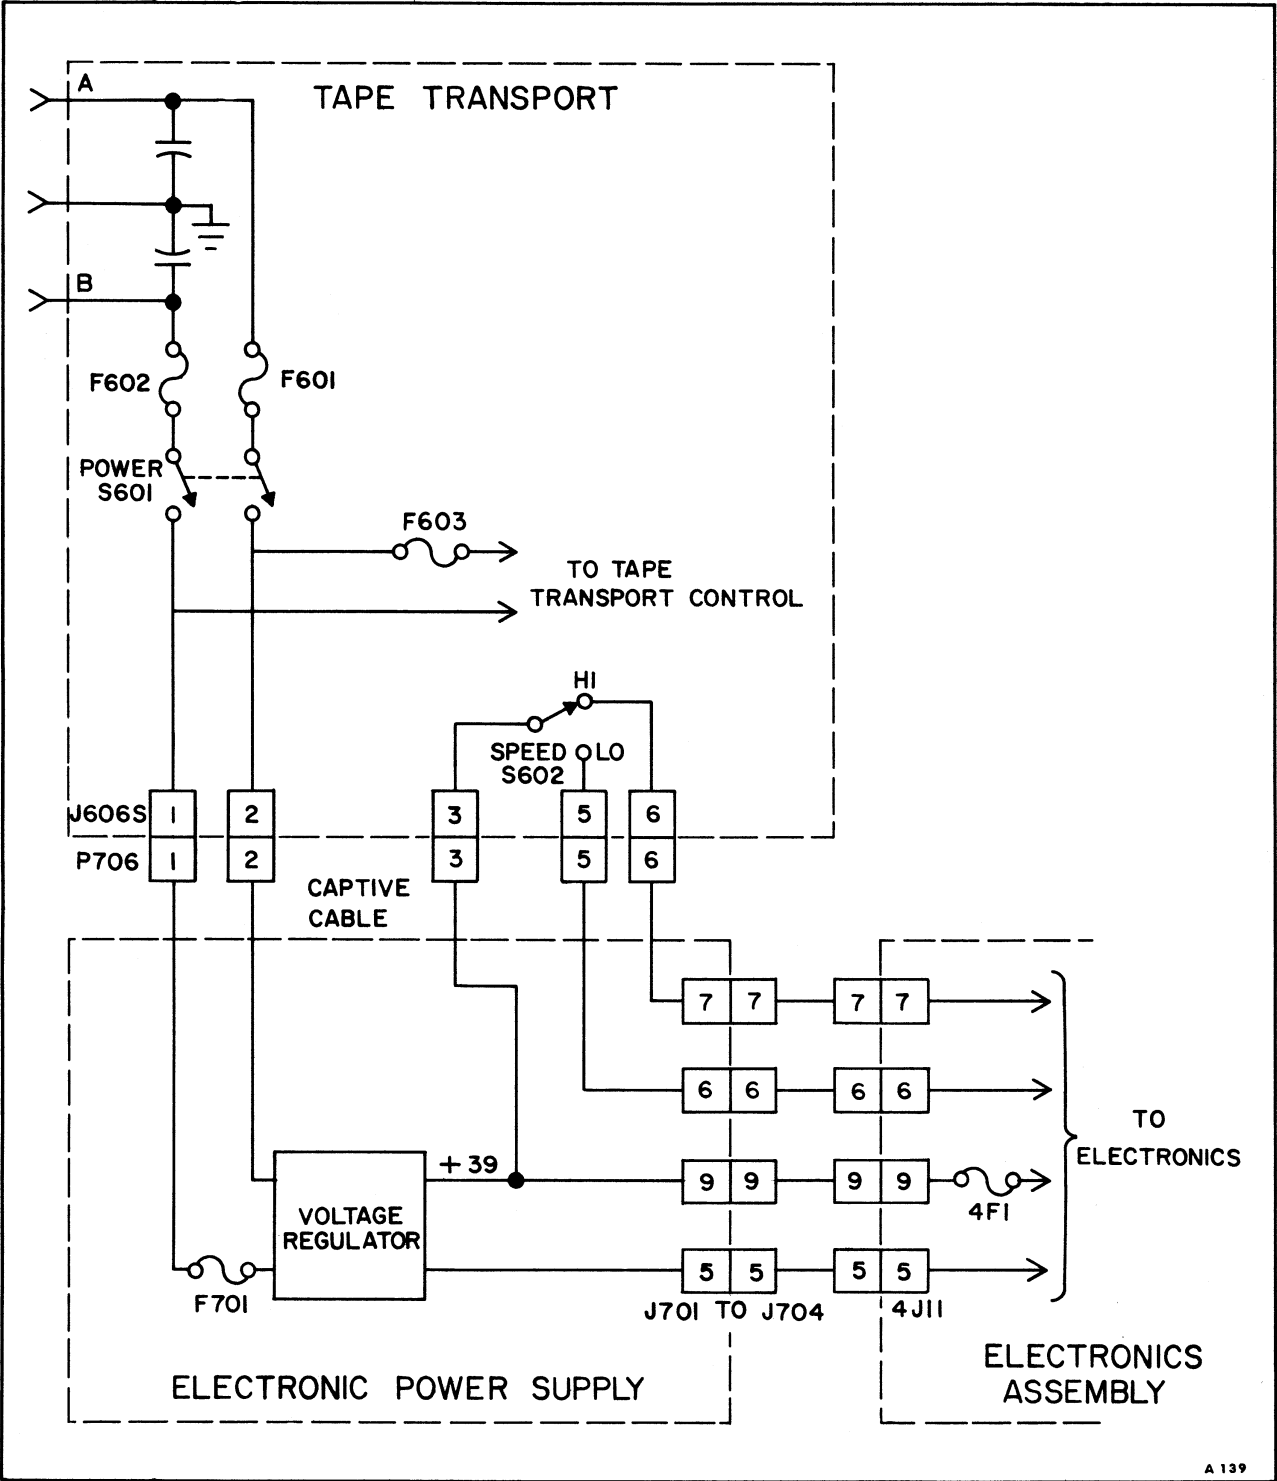 A
TAPE TRANSPORT
B
F602
F601
POWER
S601
F603
TO TAPE
TRANSPORT CONTROL
HI
SPEED
LO
S602
J606S
1
2
3
5
6
P706
1
2
3
5
6
CAPTIVE
CABLE
7
7
7
7
6
6
6
6
TO
ELECTRONICS
+39
9
9
9
9
4F1
VOLTAGE
REGULATOR
5
5
5
5
F701
J701 TO J704
4J11
ELECTRONICS
ASSEMBLY
ELECTRONIC POWER SUPPLY
A 139